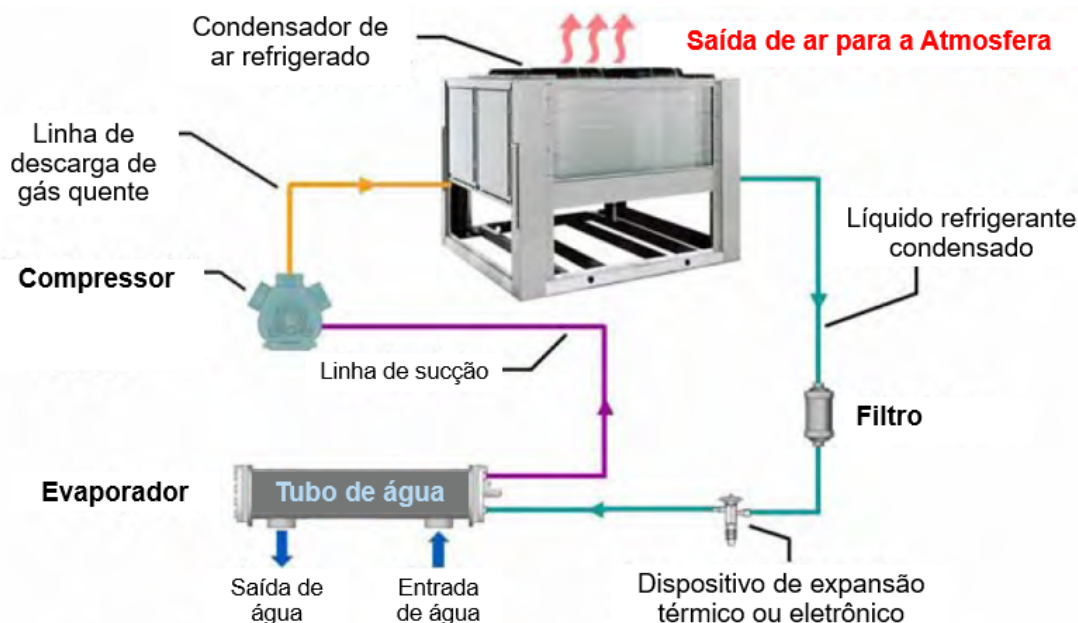 Condensador de
ar refrigerado
Saída de ar para a Atmosfera
Linha de
descarga de
gás quente
Líquido refrigerante
condensado
Compressor
Linha de sucção
Filtro
Evaporador
Tubo de água
Saída de
água
Entrada
de água
Dispositivo de expansão
térmico ou eletrônico